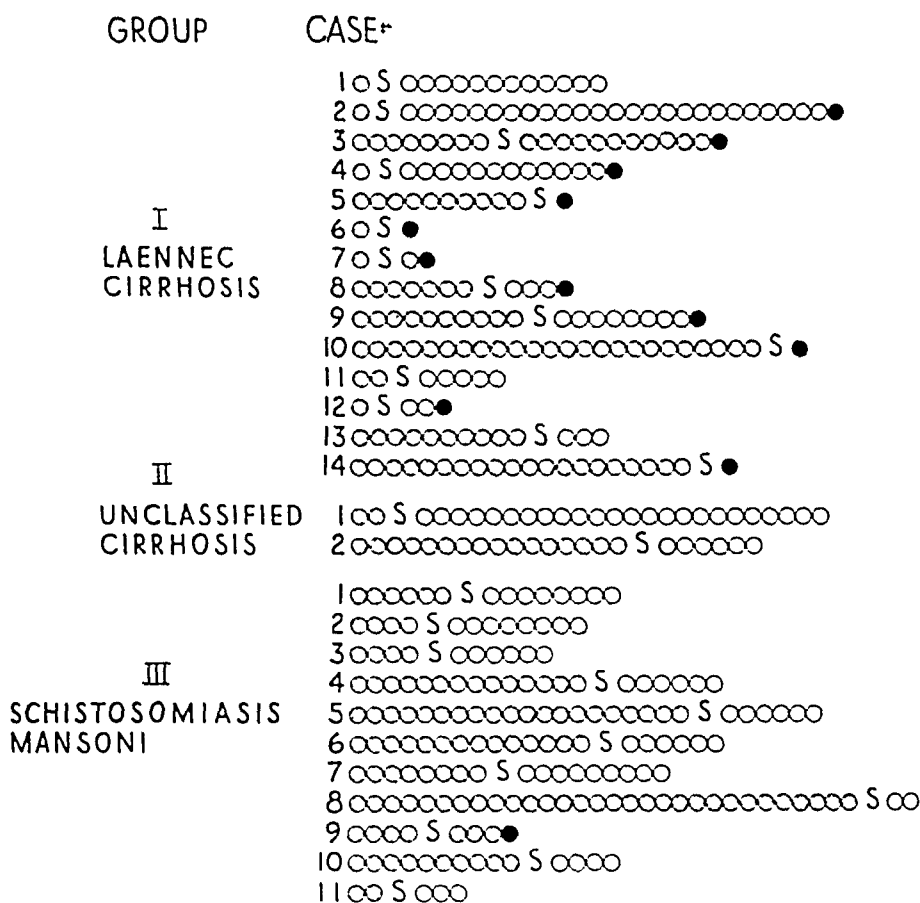 GROUP CASE
I
LAENNEC
CIRRHOSIS
1 S
2 S
3 S
4 S
5 S
6 S
7 S
8 S
9 S
10 S
11 S
12 S
13 S
14 S
II
UNCLASSIFIED
CIRRHOSIS
1 S
2 S
III
SCHISTOSOMIASIS
MANSONI
1 S
2 S
3 S
4 S
5 S
6 S
7 S
8 S
9 S
10 S
11 S